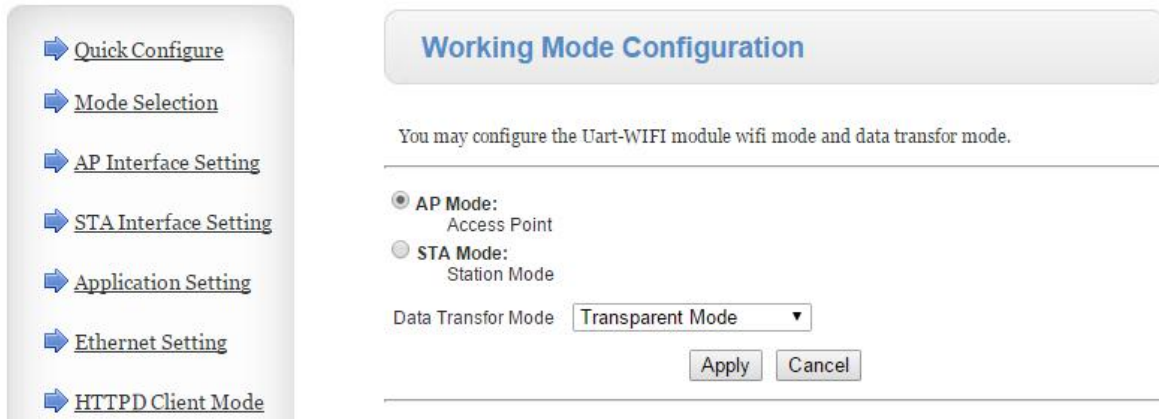 Quick Configure
Mode Selection
AP Interface Setting
STA Interface Setting
Application Setting
Ethernet Setting
HTTPD Client Mode
Working Mode Configuration
You may configure the Uart-WIFI module wifi mode and data transfor mode.
AP Mode:
Access Point
STA Mode:
Station Mode
Data Transfor Mode Transparent Mode
Apply Cancel